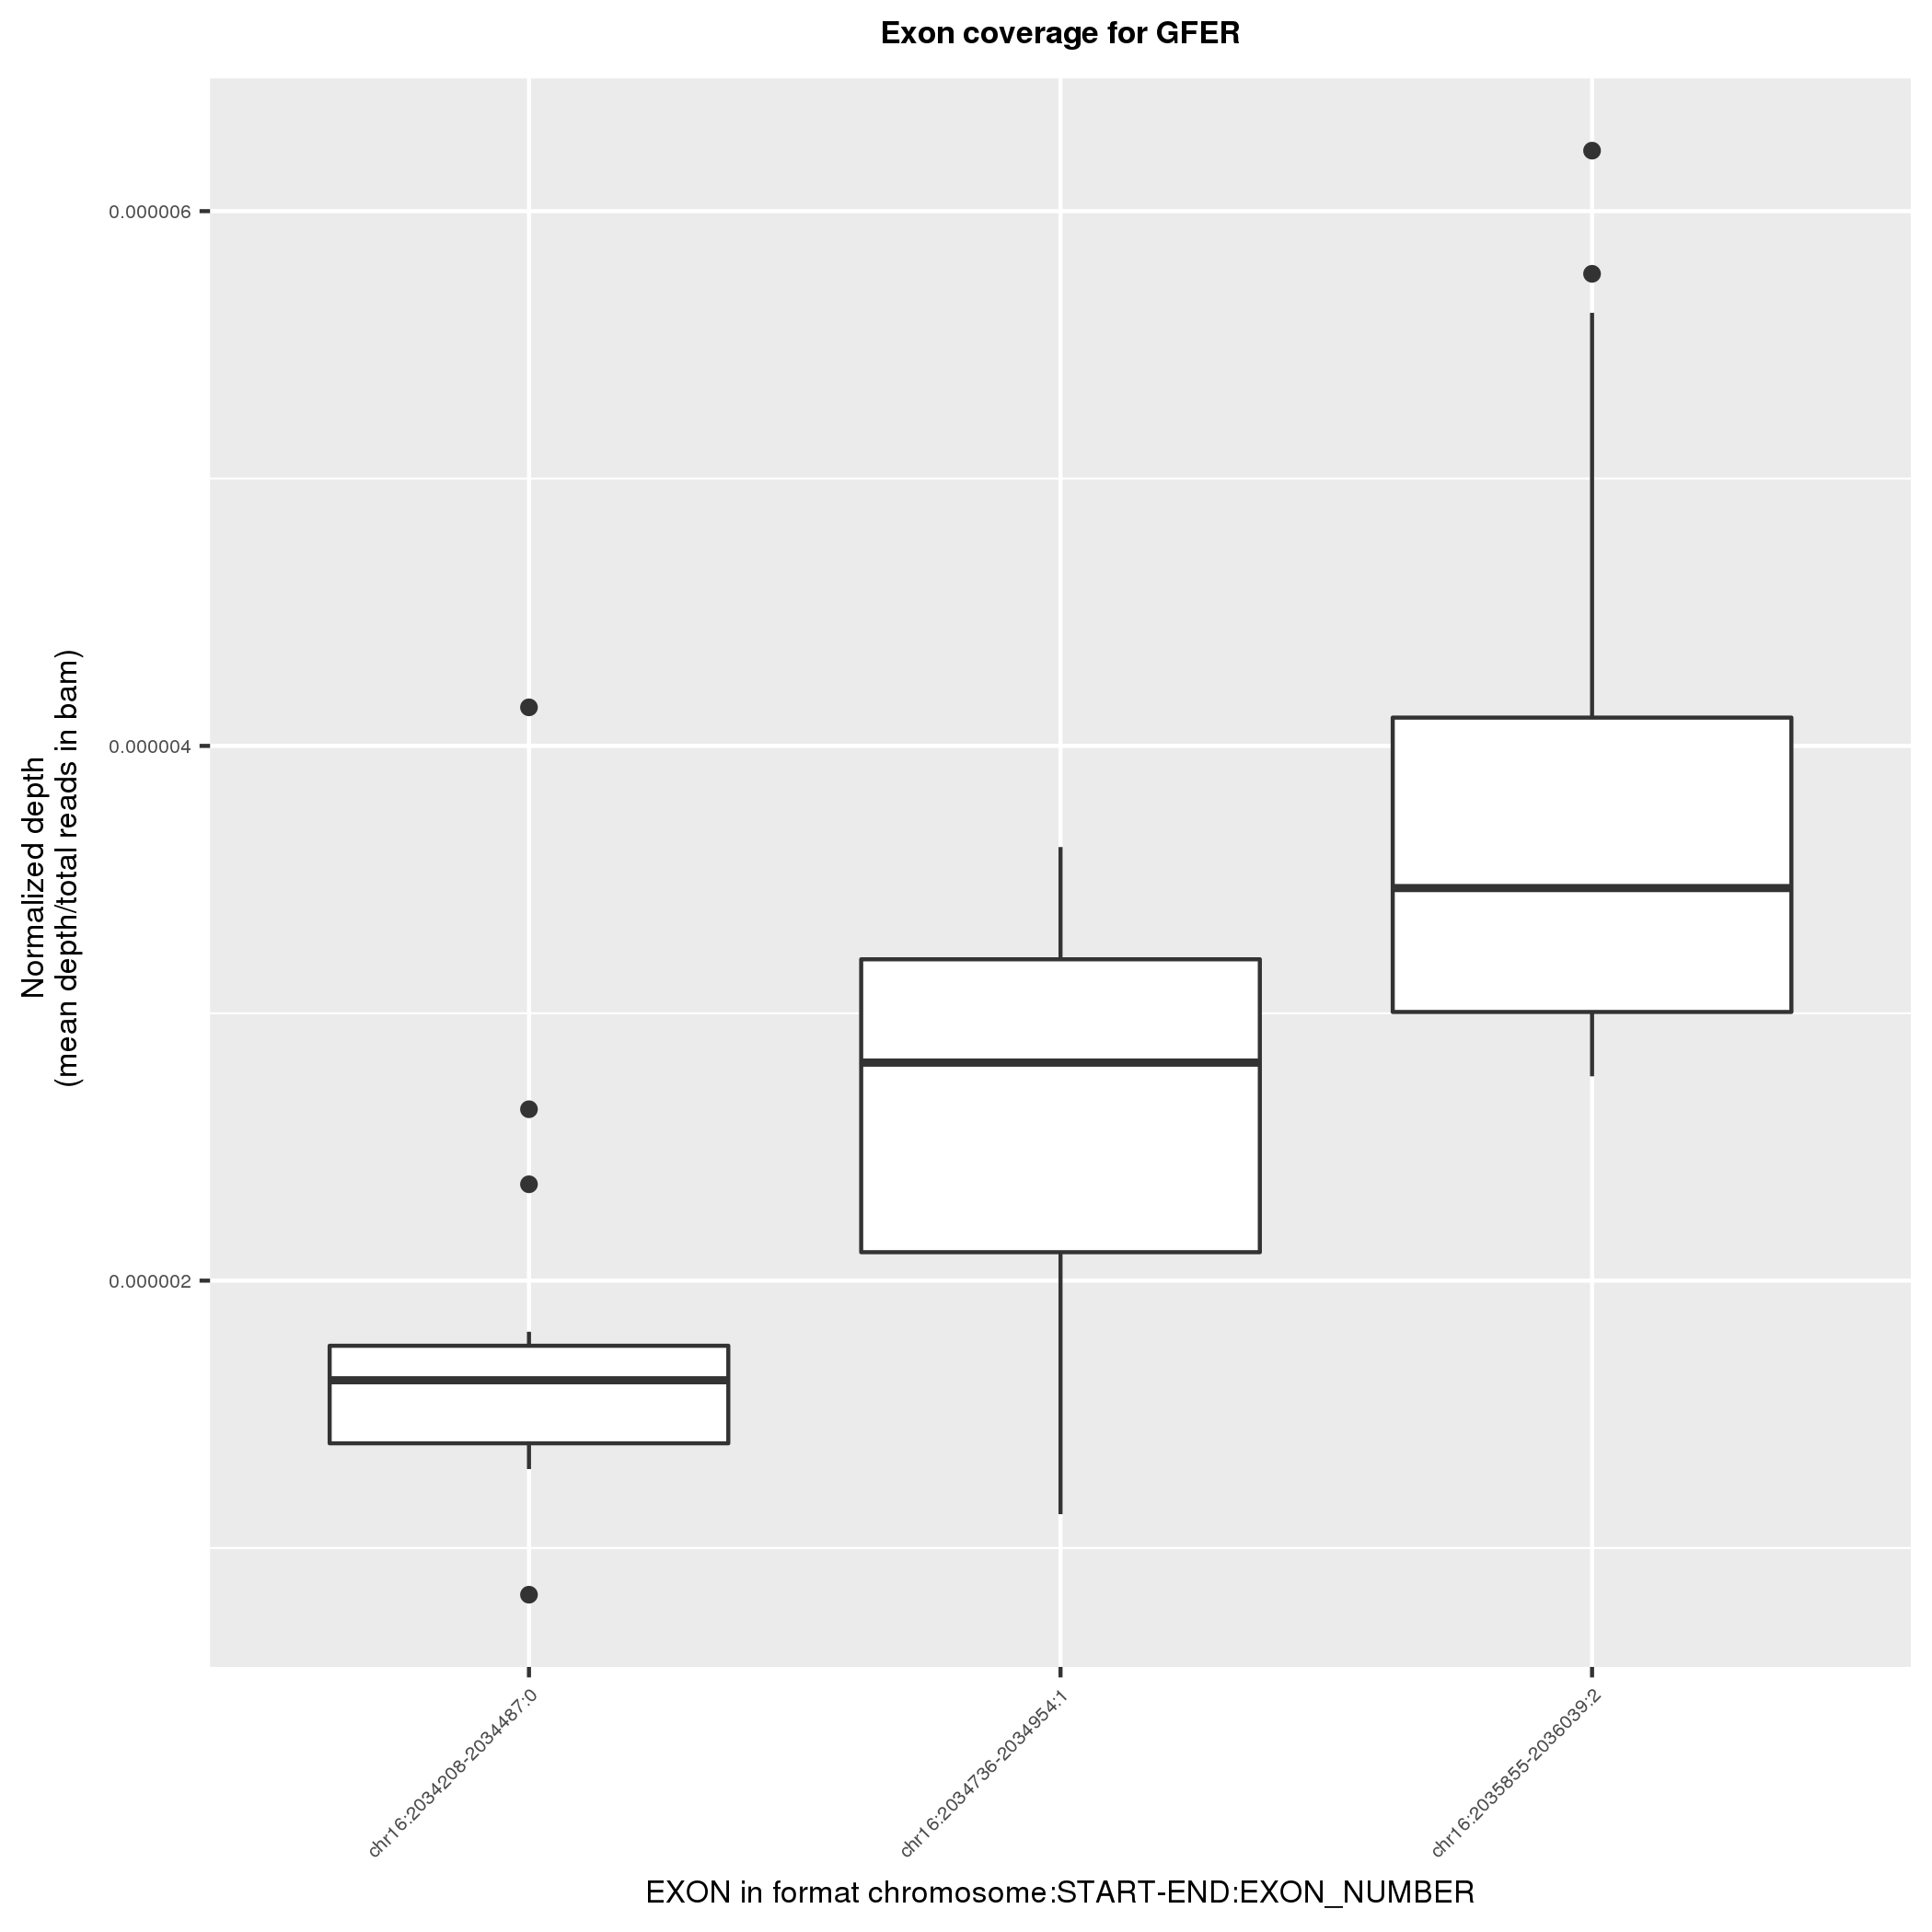 Exon coverage for GFER
0.000006
0.000004
0.000002
Normalized depth
(mean depth/total reads in bam)
chr16:2034208-2034487:0
chr16:2034736-2034954:1
chr16:2035855-2036039:2
EXON in format chromosome:START-END:EXON_NUMBER